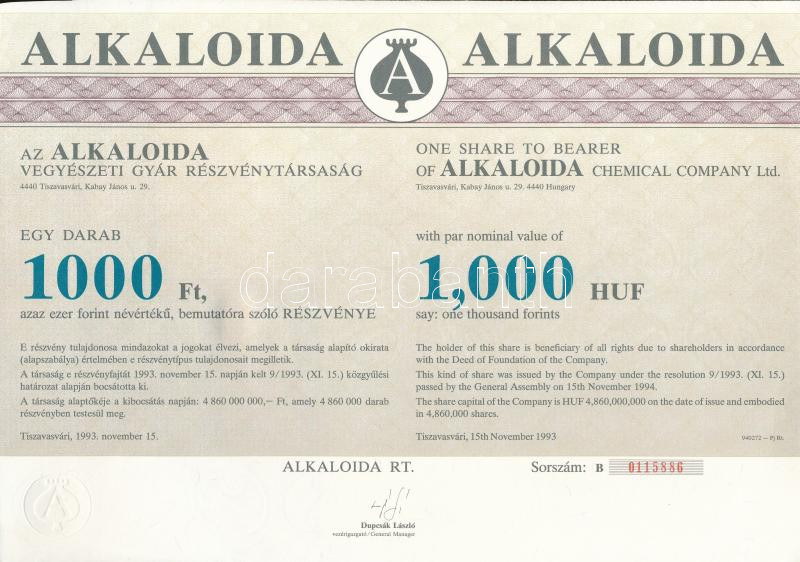 ALKALOIDA
A
ALKALOIDA
AZ ALKALOIDA
VEGYÉSZETI GYÁR RÉSZVÉNYTÁRSASÁG
4440 Tiszavasvári, Kabay János u. 29.
EGY DARAB
1000 Ft,
azaz ezer forint névértékű, bemutatóra szóló RÉSZVÉNYE
E részvény tulajdonosa mindazokat a jogokat élvezi, amelyek a társaság alapító okirata
(alapszabálya) értelmében e részvénytípus tulajdonosait megilletik.
A társaság e részvényfajtát 1993. november 15. napján kelt 9/1993. (XI. 15.) közgyűlési
határozat alapján bocsátotta ki.
A társaság alaptőkéje a kibocsátás napján: 4 860 000 000,– Ft, amely 4 860 000 darab
részvényben testesül meg.
Tiszavasvári, 1993. november 15.
ONE SHARE TO BEARER
OF ALKALOIDA CHEMICAL COMPANY Ltd.
Tiszavasvári, Kabay János u. 29. 4440 Hungary
with par nominal value of
1,000 HUF
say: one thousand forints
The holder of this share is beneficiary of all rights due to shareholders in accordance
with the Deed of Foundation of the Company.
This kind of share was issued by the Company under the resolution 9/1993. (XI. 15.)
passed by the General Assembly on 15th November 1994.
The share capital of the Company is HUF 4,860,000,000 on the date of issue and embodied
in 4,860,000 shares.
Tiszavasvári, 15th November 1993
940272 – Pj Rt.
darabanth
ALKALOIDA RT.
Sorszám: B 0115886
Dupcsák László
vezérigazgató/General Manager